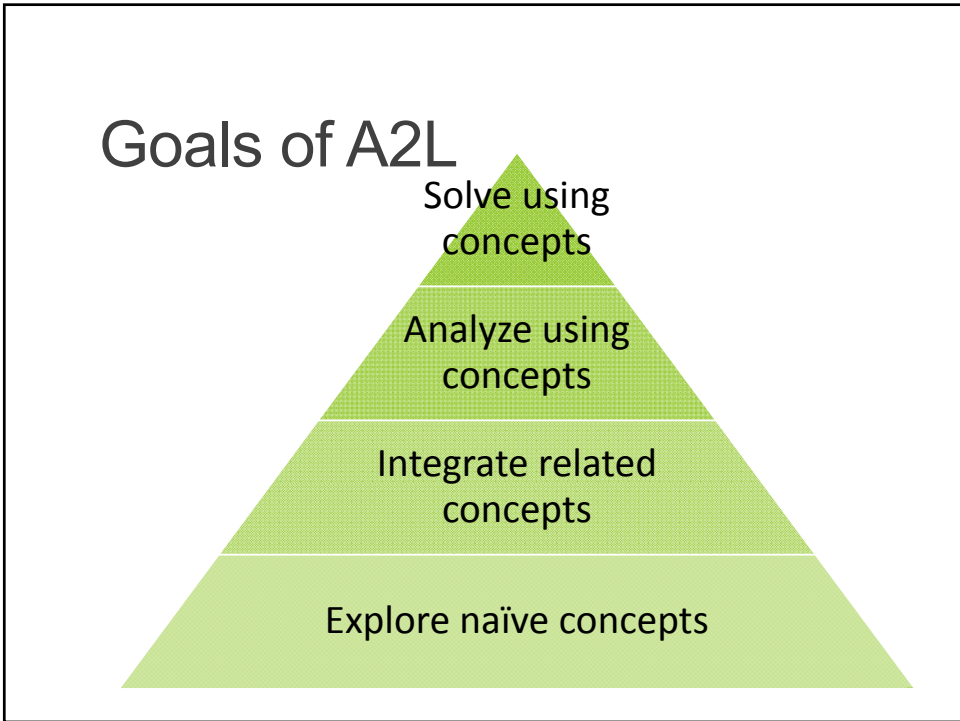 Goals of A2L
Solve using
concepts
Analyze using
concepts
Integrate related
concepts
Explore naïve concepts